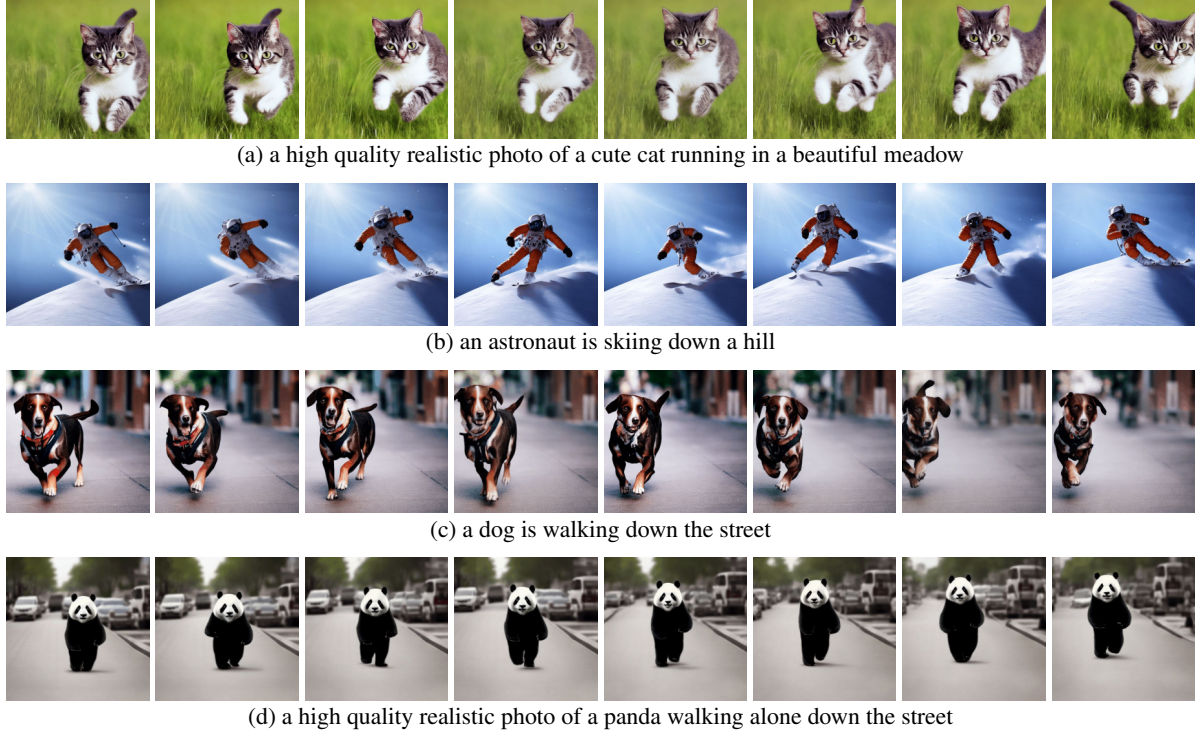 (a) a high quality realistic photo of a cute cat running in a beautiful meadow
(b) an astronaut is skiing down a hill
(c) a dog is walking down the street
(d) a high quality realistic photo of a panda walking alone down the street